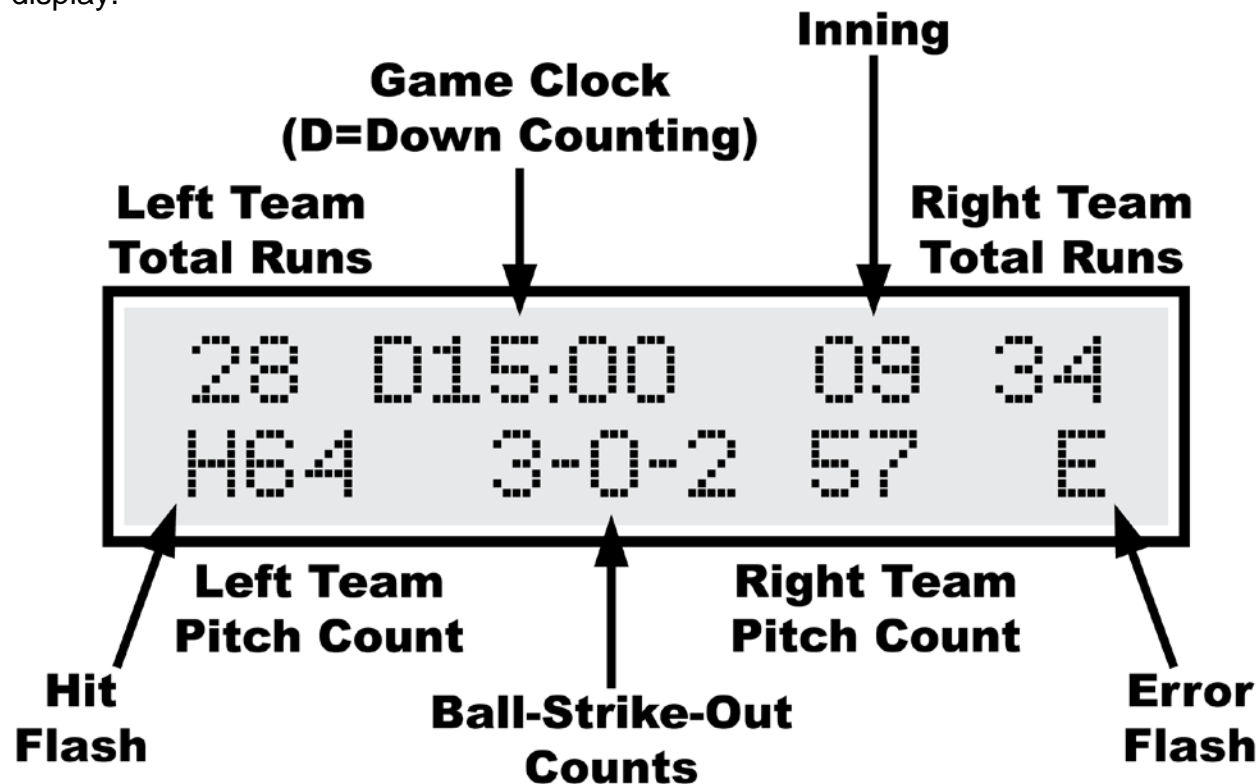 display:
Inning
Game Clock
(D=Down Counting)
Left Team
Total Runs
Right Team
Total Runs
28 D15:00 09 34
H64 3-0-2 57 E
Left Team
Pitch Count
Right Team
Pitch Count
Hit
Flash
Ball-Strike-Out
Counts
Error
Flash